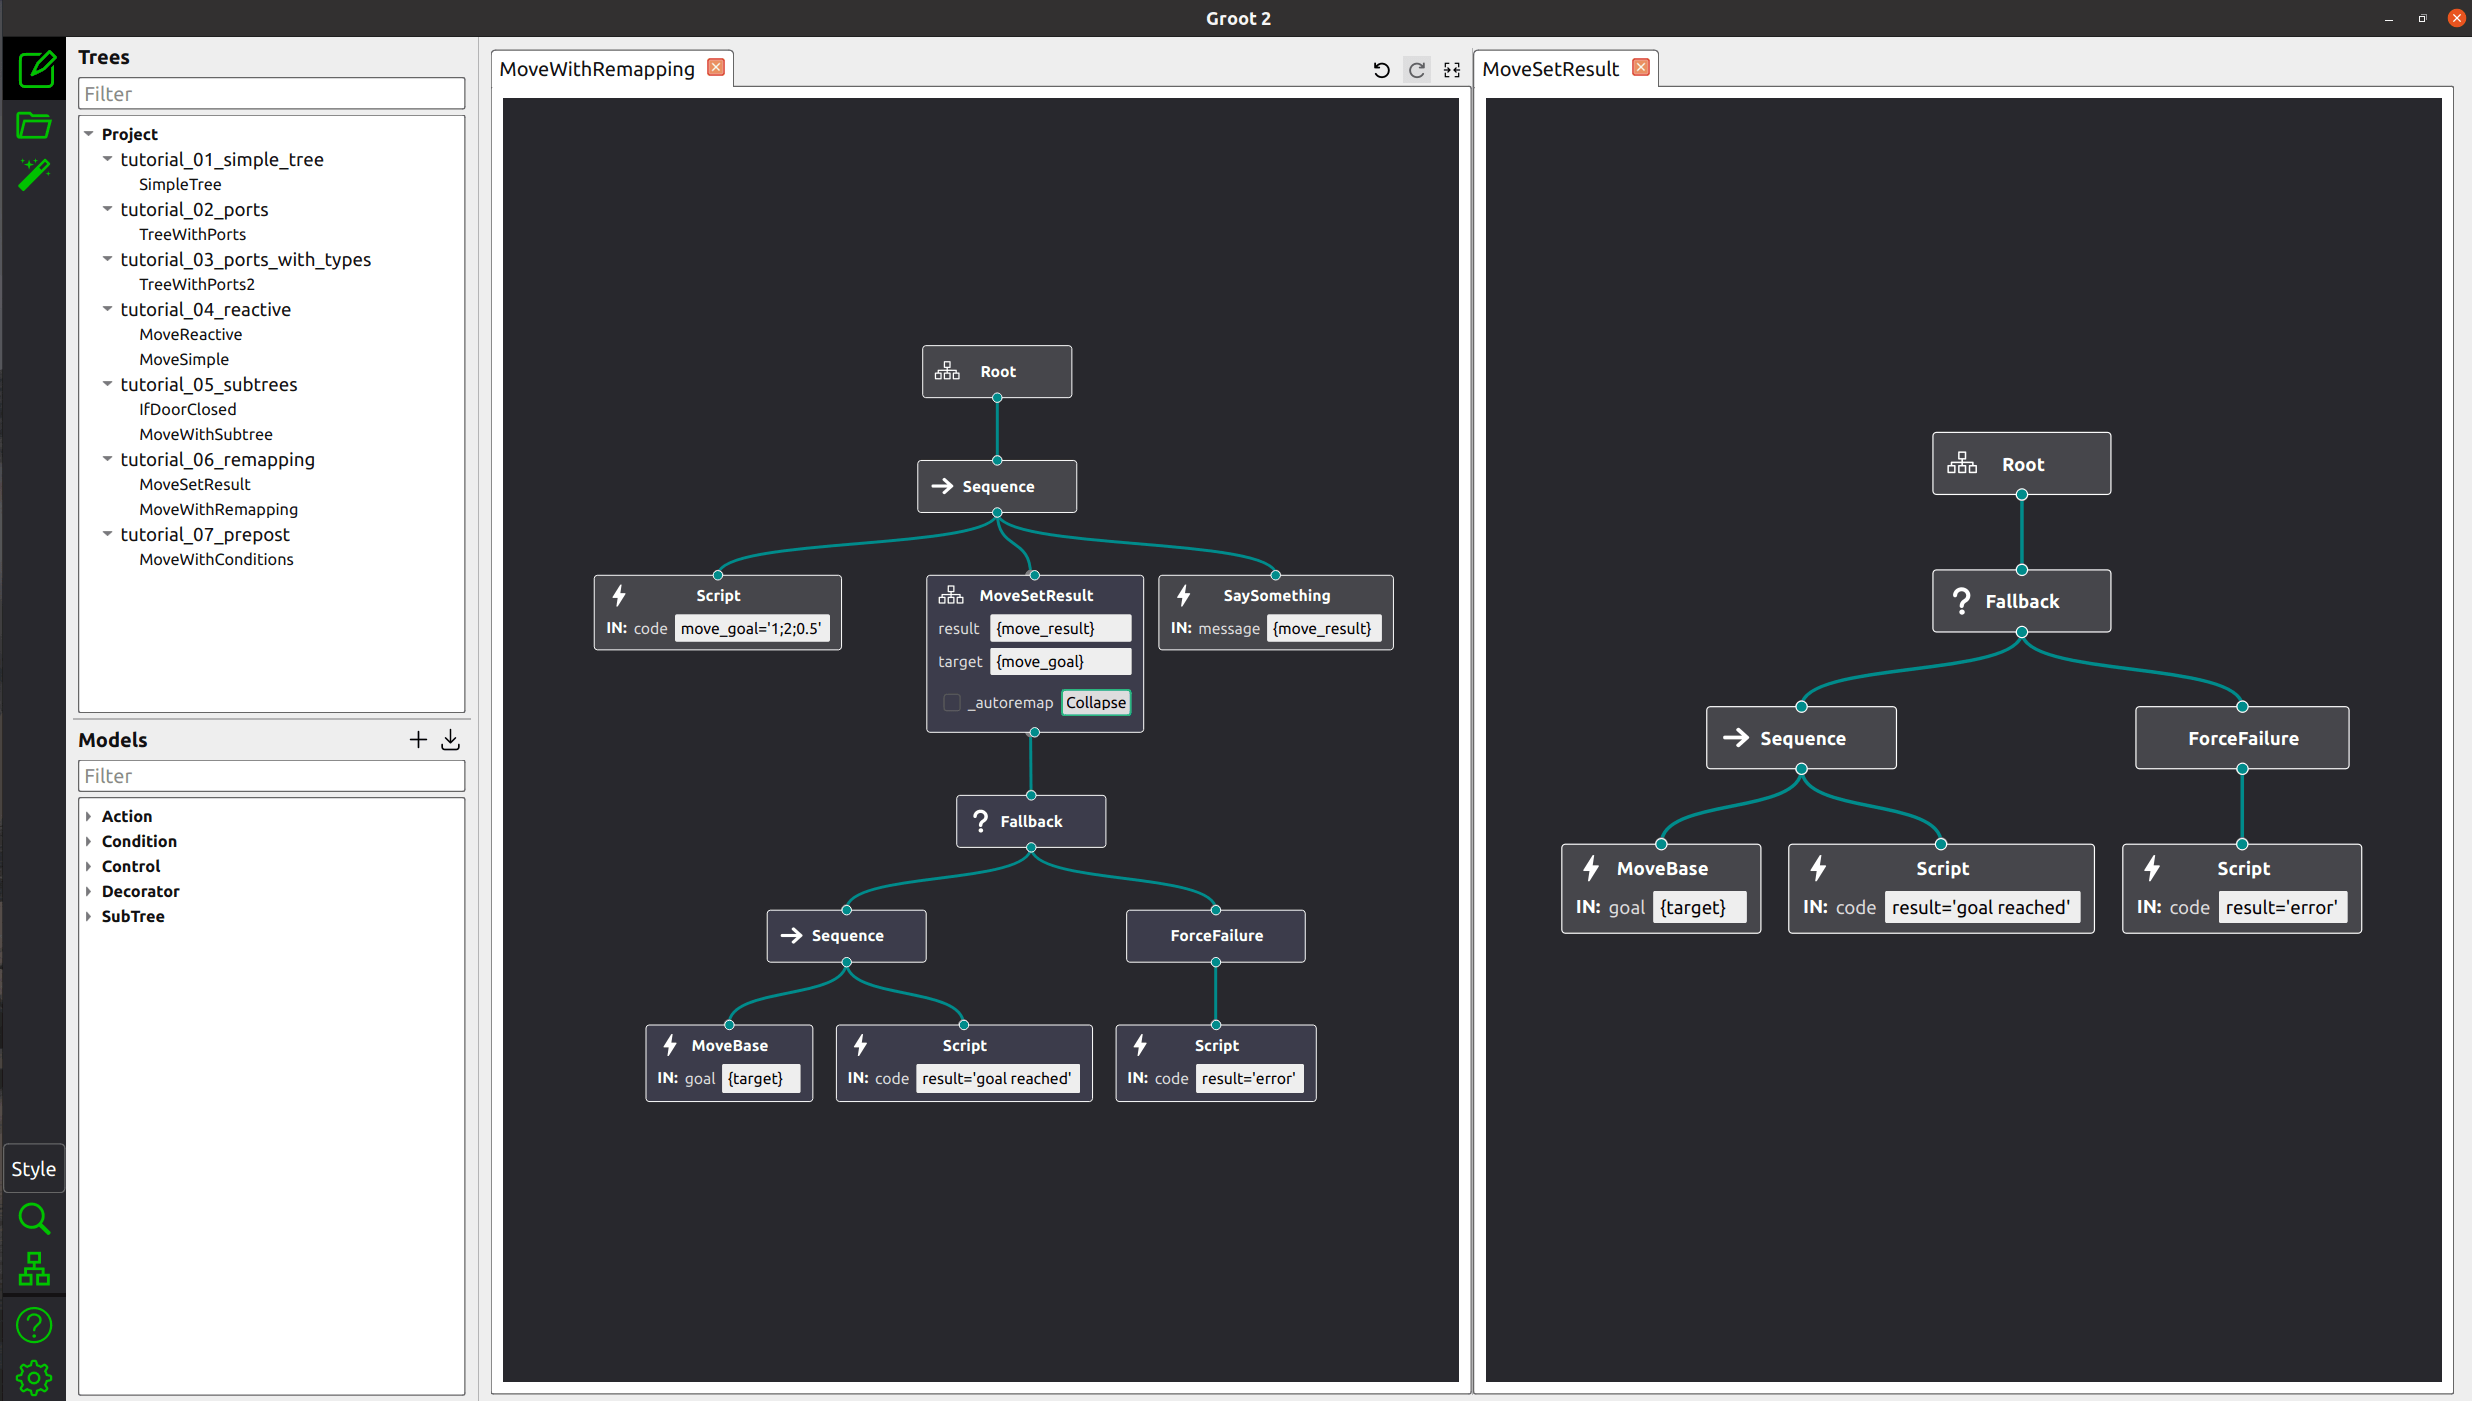 Groot 2
Trees
Filter
Project
tutorial_01_simple_tree
SimpleTree
tutorial_02_ports
TreeWithPorts
tutorial_03_ports_with_types
TreeWithPorts2
tutorial_04_reactive
MoveReactive
MoveSimple
tutorial_05_subtrees
IfDoorClosed
MoveWithSubtree
tutorial_06_remapping
MoveSetResult
MoveWithRemapping
tutorial_07_prepost
MoveWithConditions
Models
Filter
Action
Condition
Control
Decorator
SubTree
Style
MoveWithRemapping
Root
Sequence
Script
IN: code move_goal='1;2;0.5'
MoveSetResult
result {move_result}
target {move_goal}
_autoremap Collapse
SaySomething
IN: message {move_result}
Fallback
Sequence
ForceFailure
MoveBase
IN: goal {target}
Script
IN: code result='goal reached'
Script
IN: code result='error'
MoveSetResult
Root
Fallback
Sequence
ForceFailure
MoveBase
IN: goal {target}
Script
IN: code result='goal reached'
Script
IN: code result='error'